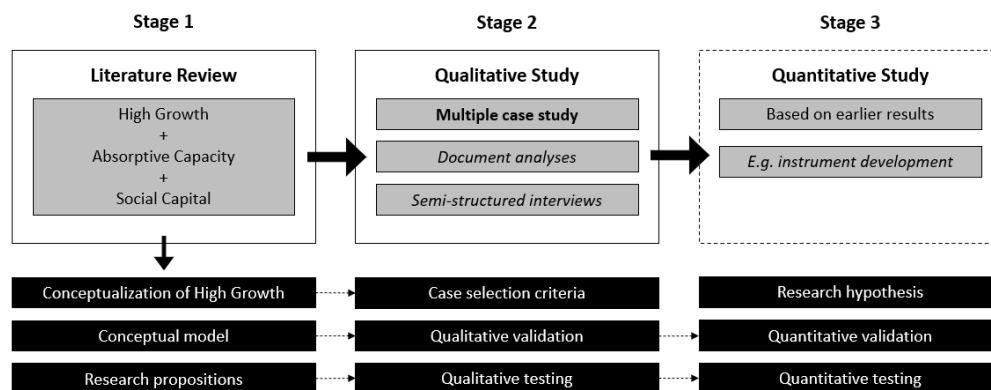 Stage 1
Stage 2
Stage 3
Literature Review
High Growth
+
Absorptive Capacity
+
Social Capital
Qualitative Study
Multiple case study
Document analyses
Semi-structured interviews
Quantitative Study
Based on earlier results
E.g. instrument development
Conceptualization of High Growth
Case selection criteria
Research hypothesis
Conceptual model
Qualitative validation
Quantitative validation
Research propositions
Qualitative testing
Quantitative testing